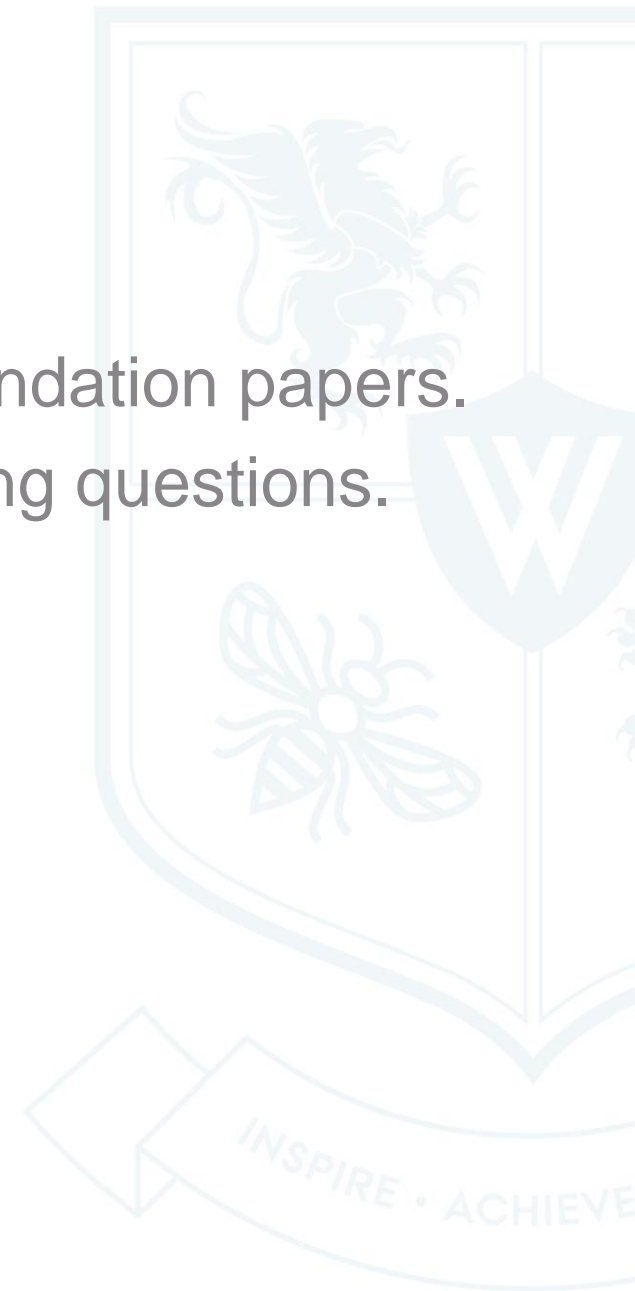 ndation papers.
ng questions.
W
INSPIRE • ACHIEVE